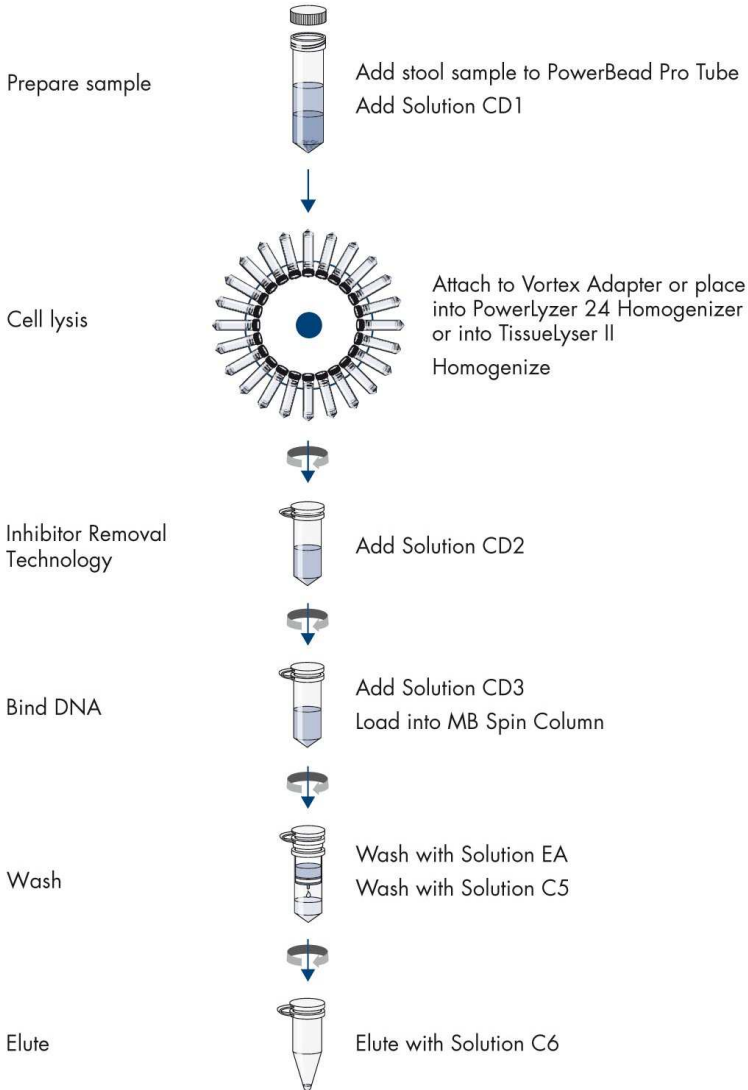 Prepare sample
Add stool sample to PowerBead Pro Tube
Add Solution CD1
Cell lysis
Attach to Vortex Adapter or place
into PowerLyzer 24 Homogenizer
or into TissueLyser II
Homogenize
Inhibitor Removal
Technology
Add Solution CD2
Bind DNA
Add Solution CD3
Load into MB Spin Column
Wash
Wash with Solution EA
Wash with Solution C5
Elute
Elute with Solution C6